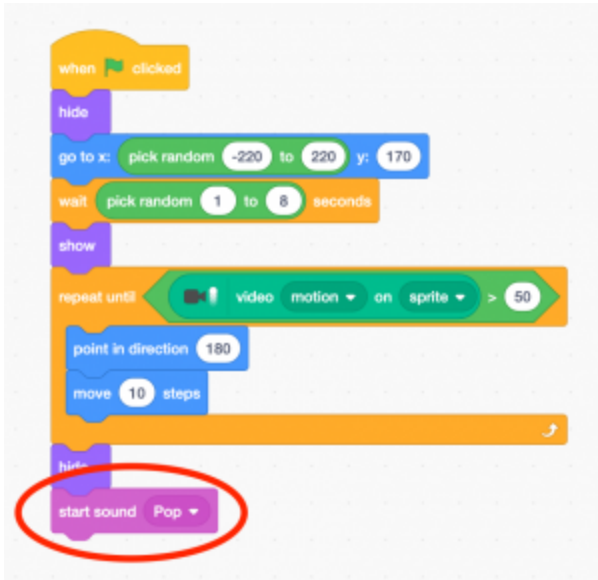 when clicked
hide
go to x: pick random -220 to 220 y: 170
wait pick random 1 to 8 seconds
show
repeat until video motion on sprite > 50
point in direction 180
move 10 steps
hide
start sound Pop